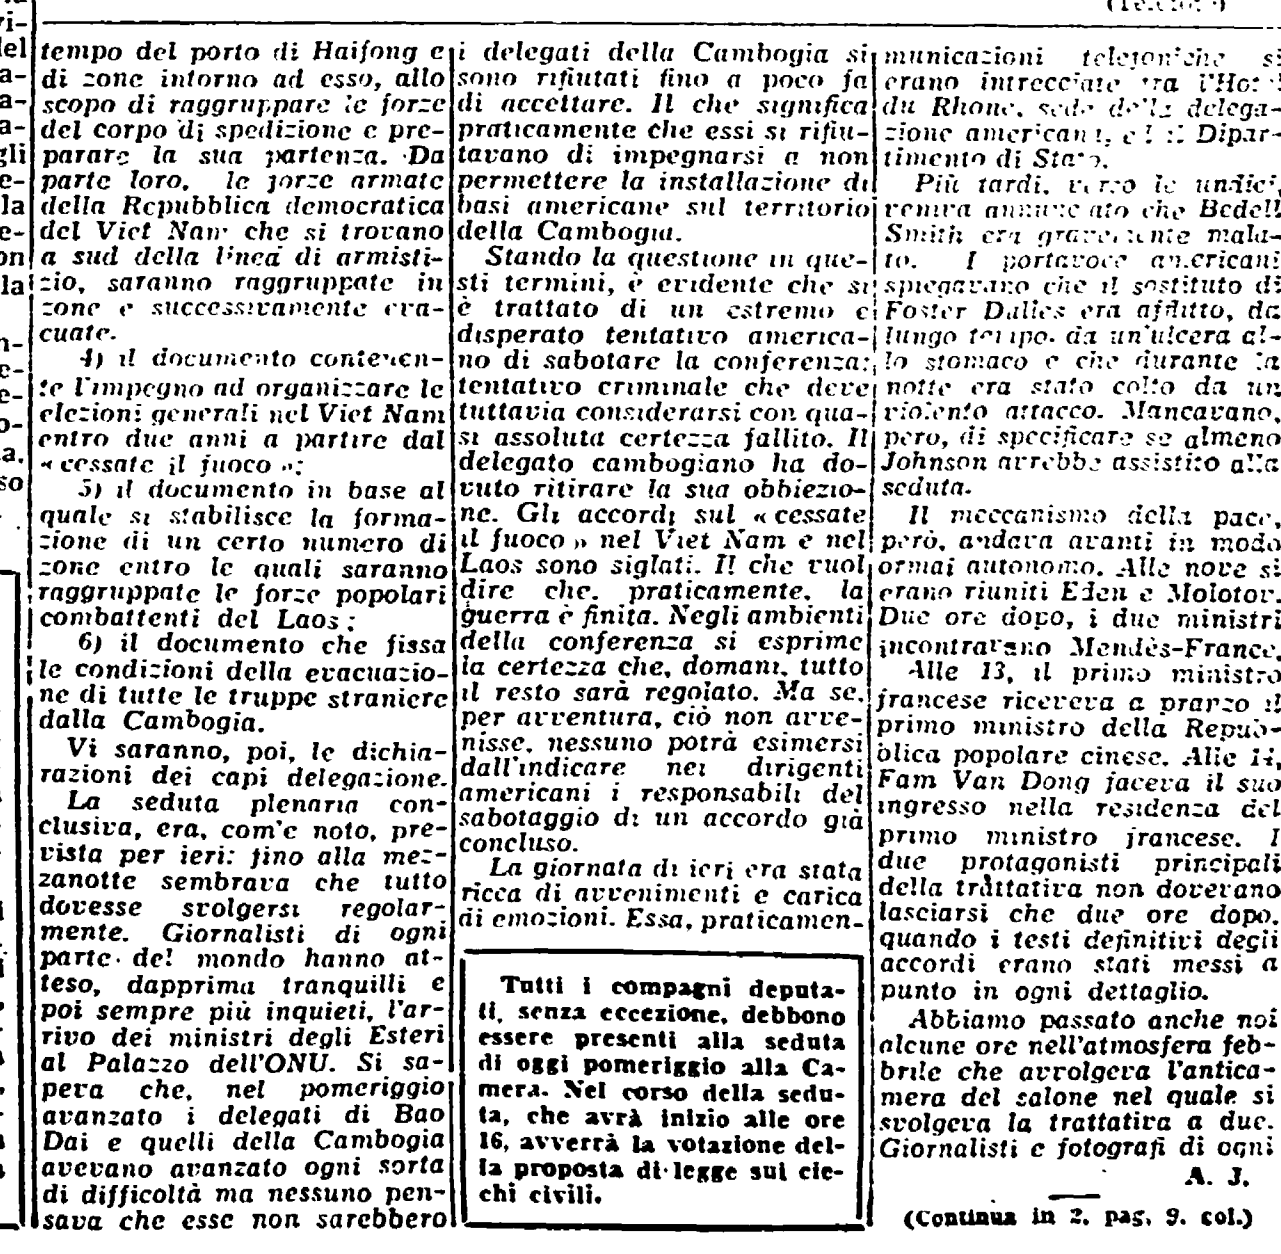 tempo del porto di Haifong e
di zone intorno ad esso, allo
scopo di raggruppare le forze
del corpo di spedizione e pre-
parare la sua partenza. Da
parte loro, le forze armate
della Repubblica democratica
del Viet Nam che si trovano
a sud della linea di armisti-
zio, saranno raggruppate in
zone e successivamente eva-
cuate.
4) il documento contenen-
te l'impegno ad organizzare le
elezioni generali nel Viet Nam
entro due anni a partire dal
« cessate il fuoco »;
5) il documento in base al
quale si stabilisce la forma-
zione di un certo numero di
zone entro le quali saranno
raggruppate le forze popolari
combattenti del Laos;
6) il documento che fissa
le condizioni della evacuazio-
ne di tutte le truppe straniere
dalla Cambogia.
Vi saranno, poi, le dichia-
razioni dei capi delegazione.
La seduta plenaria con-
clusiva, era, com'è noto, pre-
vista per ieri: fino alla mez-
zanotte sembrava che tutto
dovesse svolgersi regolar-
mente. Giornalisti di ogni
parte del mondo hanno at-
teso, dapprima tranquilli e
poi sempre più inquieti, l'ar-
rivo dei ministri degli Esteri
al Palazzo dell'ONU. Si sa-
peva che, nel pomeriggio
avanzato i delegati di Bao
Dai e quelli della Cambogia
avevano avanzato ogni sorta
di difficoltà ma nessuno pen-
sava che esse non sarebbero
i delegati della Cambogia si
sono rifiutati fino a poco fa
di accettare. Il che significa
praticamente che essi si rifiu-
tavano di impegnarsi a non
permettere la installazione di
basi americane sul territorio
della Cambogia.
Stando la questione in que-
sti termini, è evidente che si
è trattato di un estremo e
disperato tentativo america-
no di sabotare la conferenza:
tentativo criminale che deve
tuttavia considerarsi con qua-
si assoluta certezza fallito. Il
delegato cambogiano ha do-
vuto ritirare la sua obbiezio-
ne. Gli accordi sul « cessate
il fuoco » nel Viet Nam e nel
Laos sono siglati. Il che vuol
dire che, praticamente, la
guerra è finita. Negli ambienti
della conferenza si esprime
la certezza che, domani, tutto
il resto sarà regolato. Ma se,
per avventura, ciò non avve-
nisse, nessuno potrà esimersi
dall'indicare nei dirigenti
americani i responsabili del
sabotaggio di un accordo già
concluso.
La giornata di ieri era stata
ricca di avvenimenti e carica
di emozioni. Essa, praticamen-
Tutti i compagni deputa-
ti, senza eccezione, debbono
essere presenti alla seduta
di oggi pomeriggio alla Ca-
mera. Nel corso della sedu-
ta, che avrà inizio alle ore
16, avverrà la votazione del-
la proposta di legge sui cie-
chi civili.
municazioni telefoniche si
erano intrecciate tra l'Hotel
du Rhone, sede della delega-
zione americana, e il Dipar-
timento di Stato.
Più tardi, verso le undici,
veniva annunciato che Bedell
Smith era gravemente mala-
to. I portavoce americani
spiegavano che il sostituto di
Foster Dulles era afflitto, da
lungo tempo, da un'ulcera al-
lo stomaco e che durante la
notte era stato colto da un
violento attacco. Mancavano,
però, di specificare se almeno
Johnson avrebbe assistito alla
seduta.
Il meccanismo della pace,
però, andava avanti in modo
ormai autonomo. Alle nove si
erano riuniti Eden e Molotov.
Due ore dopo, i due ministri
incontravano Mendès-France.
Alle 13, il primo ministro
francese riceveva a pranzo il
primo ministro della Repub-
blica popolare cinese. Alle 14,
Fam Van Dong faceva il suo
ingresso nella residenza del
primo ministro francese. I
due protagonisti principali
della trattativa non dovevano
lasciarsi che due ore dopo,
quando i testi definitivi degli
accordi erano stati messi a
punto in ogni dettaglio.
Abbiamo passato anche noi
alcune ore nell'atmosfera feb-
brile che avvolgeva l'antica-
mera del salone nel quale si
svolgeva la trattativa a due.
Giornalisti e fotografi di ogni
A. J.
(Continua in 2. pag. 9. col.)